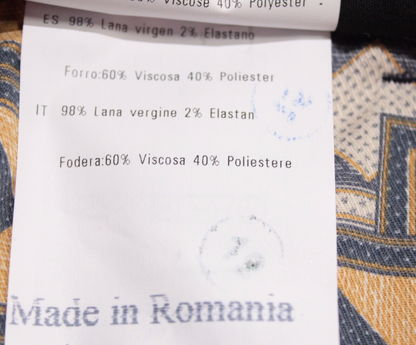 Viscose 40% Polyester -
ES 98% Lana virgen 2% Elastano
Forro:60% Viscosa 40% Poliester
IT 98% Lana vergine 2% Elastan
Fodera:60% Viscosa 40% Poliestere
Made in Romania